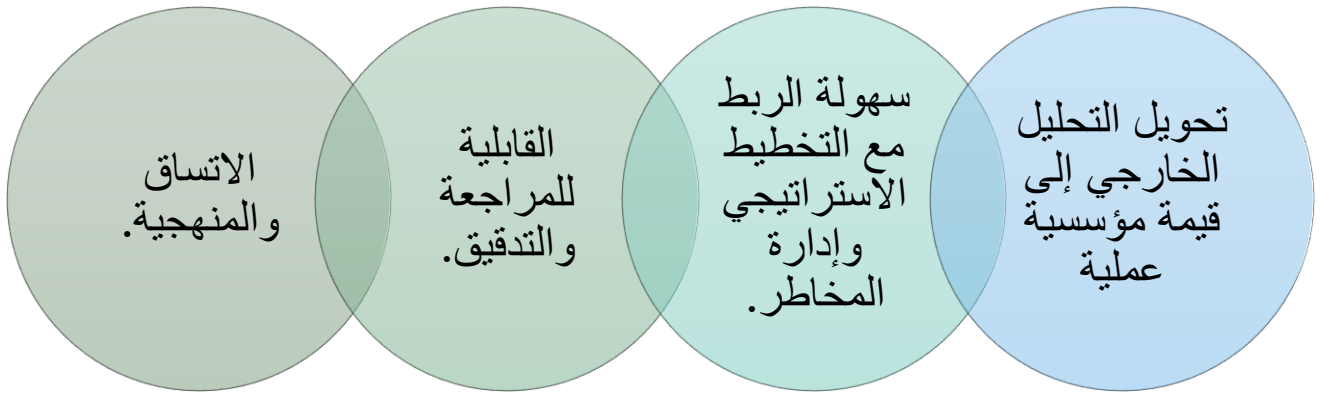 تحويل التحليل
الخارجي إلى
قيمة مؤسسية
عملية
سهولة الربط
مع التخطيط
الاستراتيجي
وإدارة
المخاطر.
القابلية
للمراجعة
والتدقيق.
الاتساق
والمنهجية.